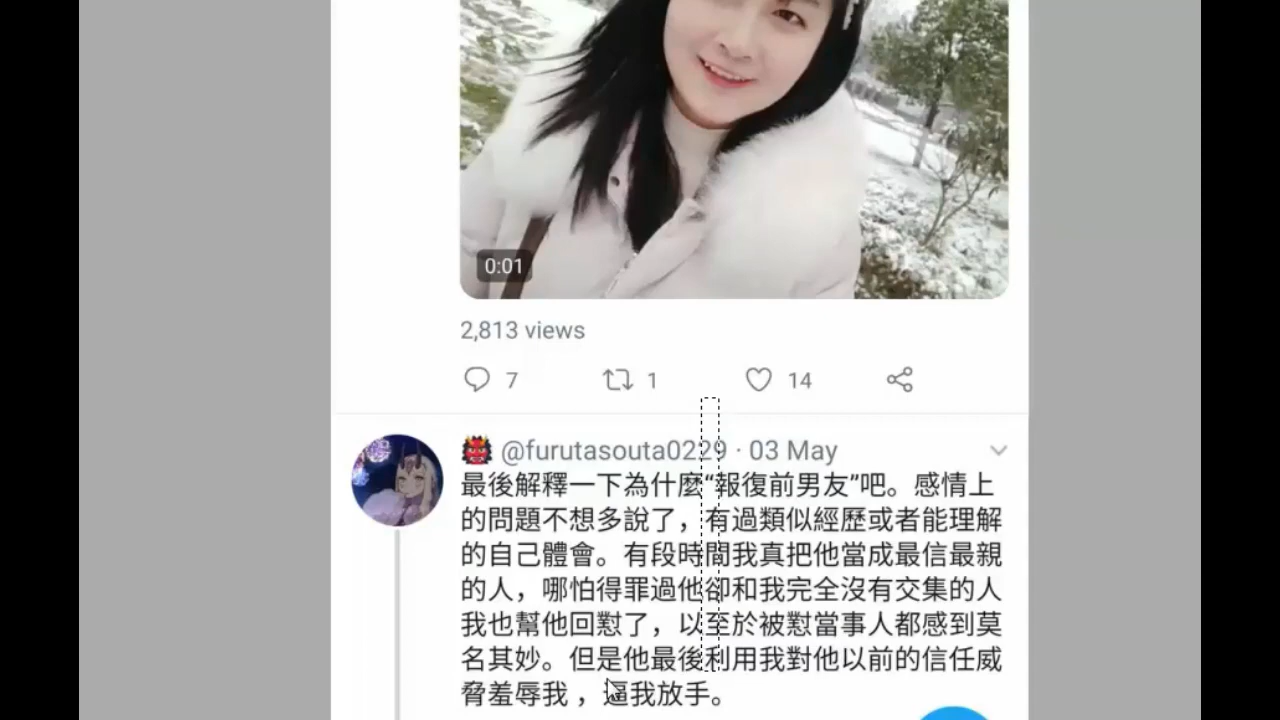 0:01
2,813 views
7 1 14
👹 @furutasouta0229 · 03 May
最後解釋一下為什麼“報復前男友”吧。感情上
的問題不想多說了，有過類似經歷或者能理解
的自己體會。有段時間我真把他當成最信最親
的人，哪怕得罪過他卻和我完全沒有交集的人
我也幫他回懟了，以至於被懟當事人都感到莫
名其妙。但是他最後利用我對他以前的信任威
脅羞辱我，逼我放手。